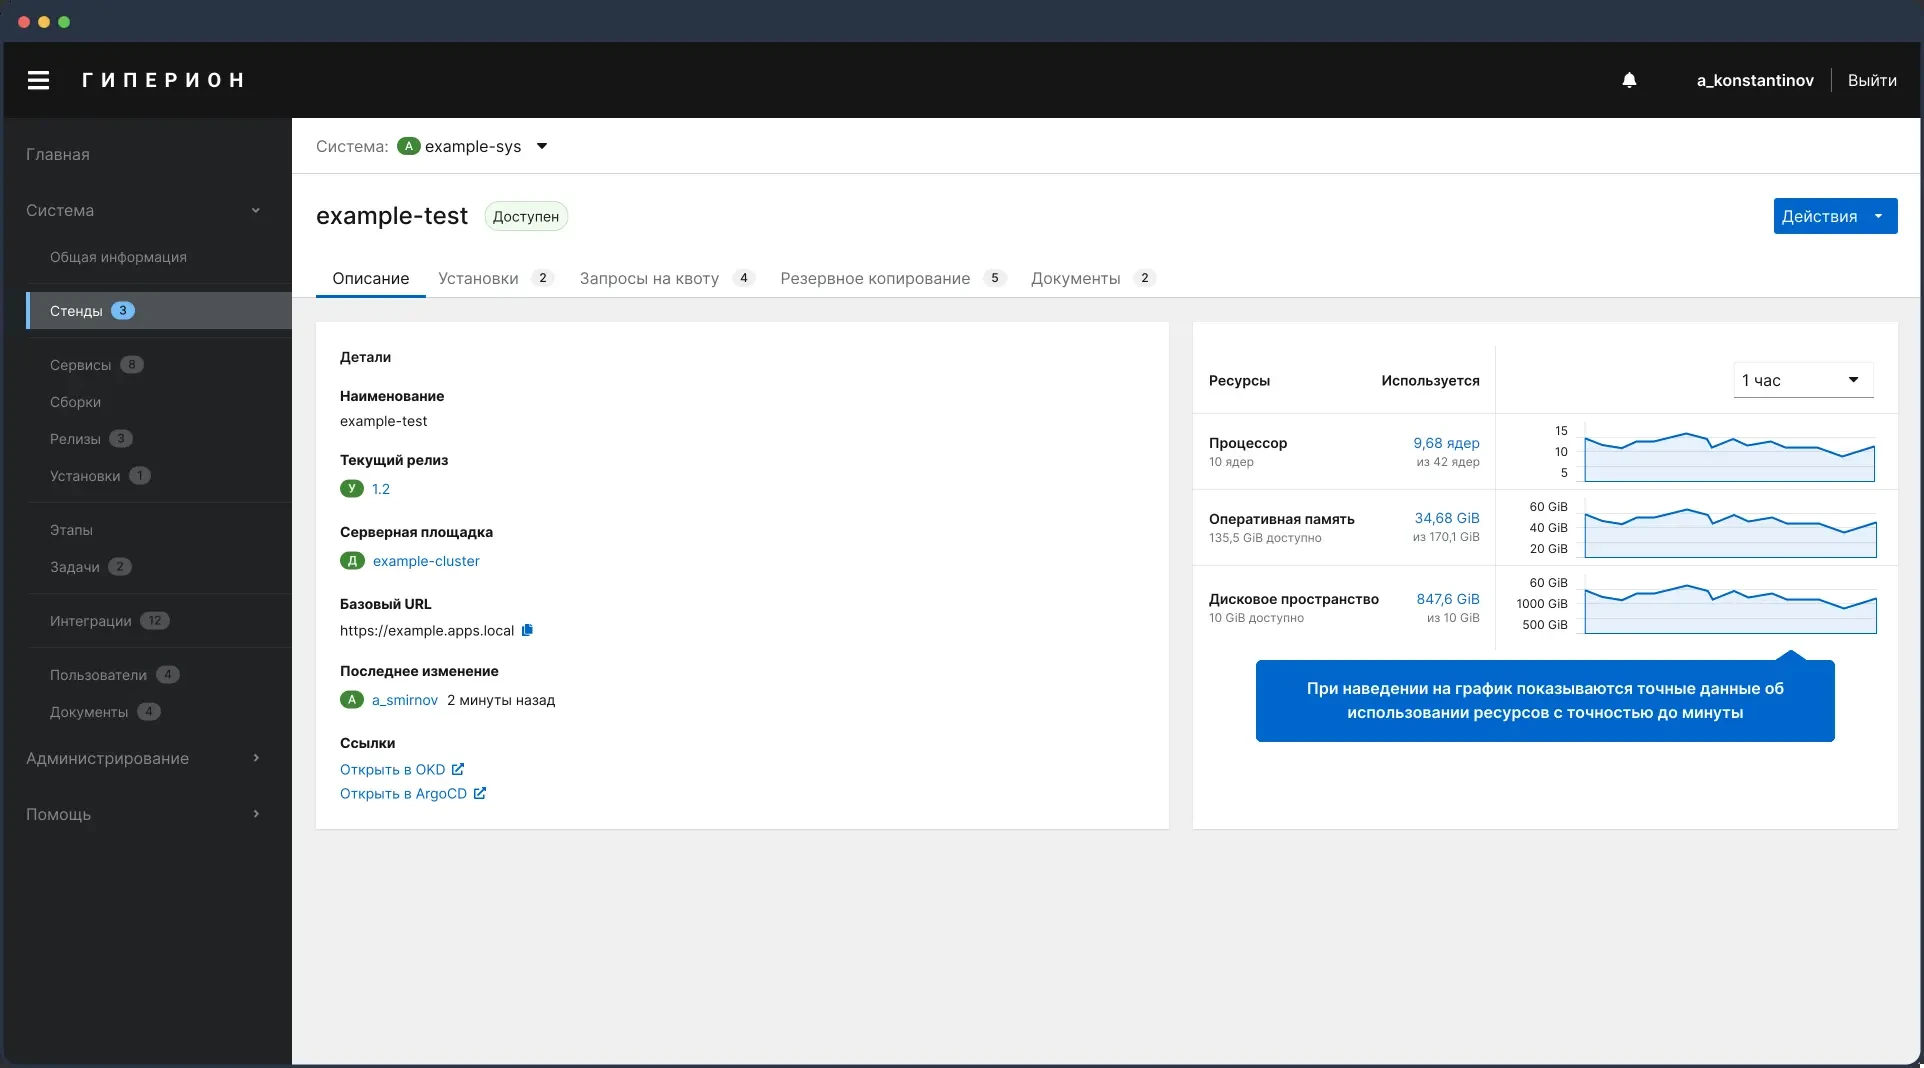 ГИПЕРИОН
a_konstantinov
Выйти
Главная
Система
Общая информация
Стенды 3
Сервисы 8
Сборки
Релизы 3
Установки 1
Этапы
Задачи 2
Интеграции 12
Пользователи 4
Документы 4
Администрирование
Помощь
Система: А example-sys
example-test Доступен
Действия
Описание
Установки 2
Запросы на квоту 4
Резервное копирование 5
Документы 2
Детали
Наименование
example-test
Текущий релиз
У 1.2
Серверная площадка
Д example-cluster
Базовый URL
https://example.apps.local
Последнее изменение
А a_smirnov 2 минуты назад
Ссылки
Открыть в OKD
Открыть в ArgoCD
Ресурсы Используется
1 час
Процессор 9,68 ядер
10 ядер из 42 ядер
15
10
5
Оперативная память 34,68 GiB
135,5 GiB доступно из 170,1 GiB
60 GiB
40 GiB
20 GiB
Дисковое пространство 847,6 GiB
10 GiB доступно из 10 GiB
60 GiB
1000 GiB
500 GiB
При наведении на график показываются точные данные об
использовании ресурсов с точностью до минуты